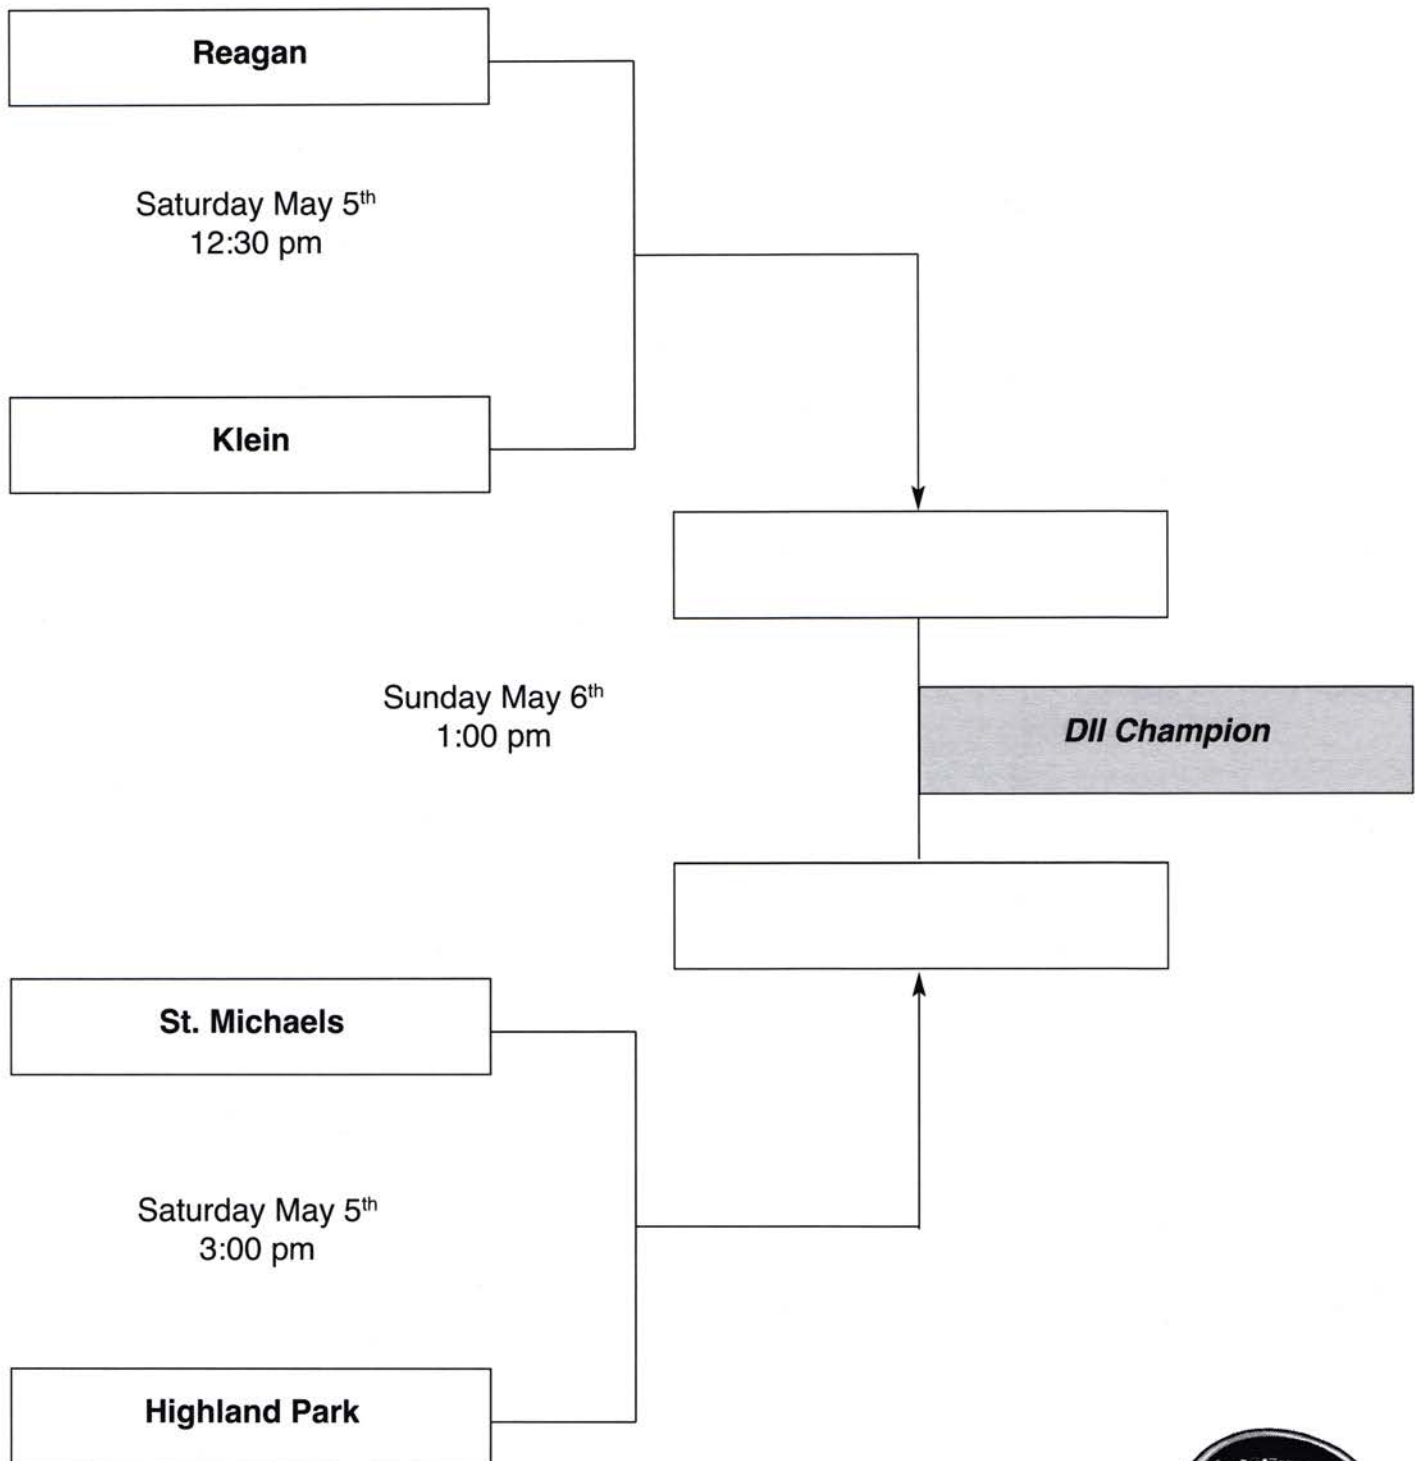 Reagan
Saturday May 5th
12:30 pm
Klein
Sunday May 6th
1:00 pm
DII Champion
St. Michaels
Saturday May 5th
3:00 pm
Highland Park